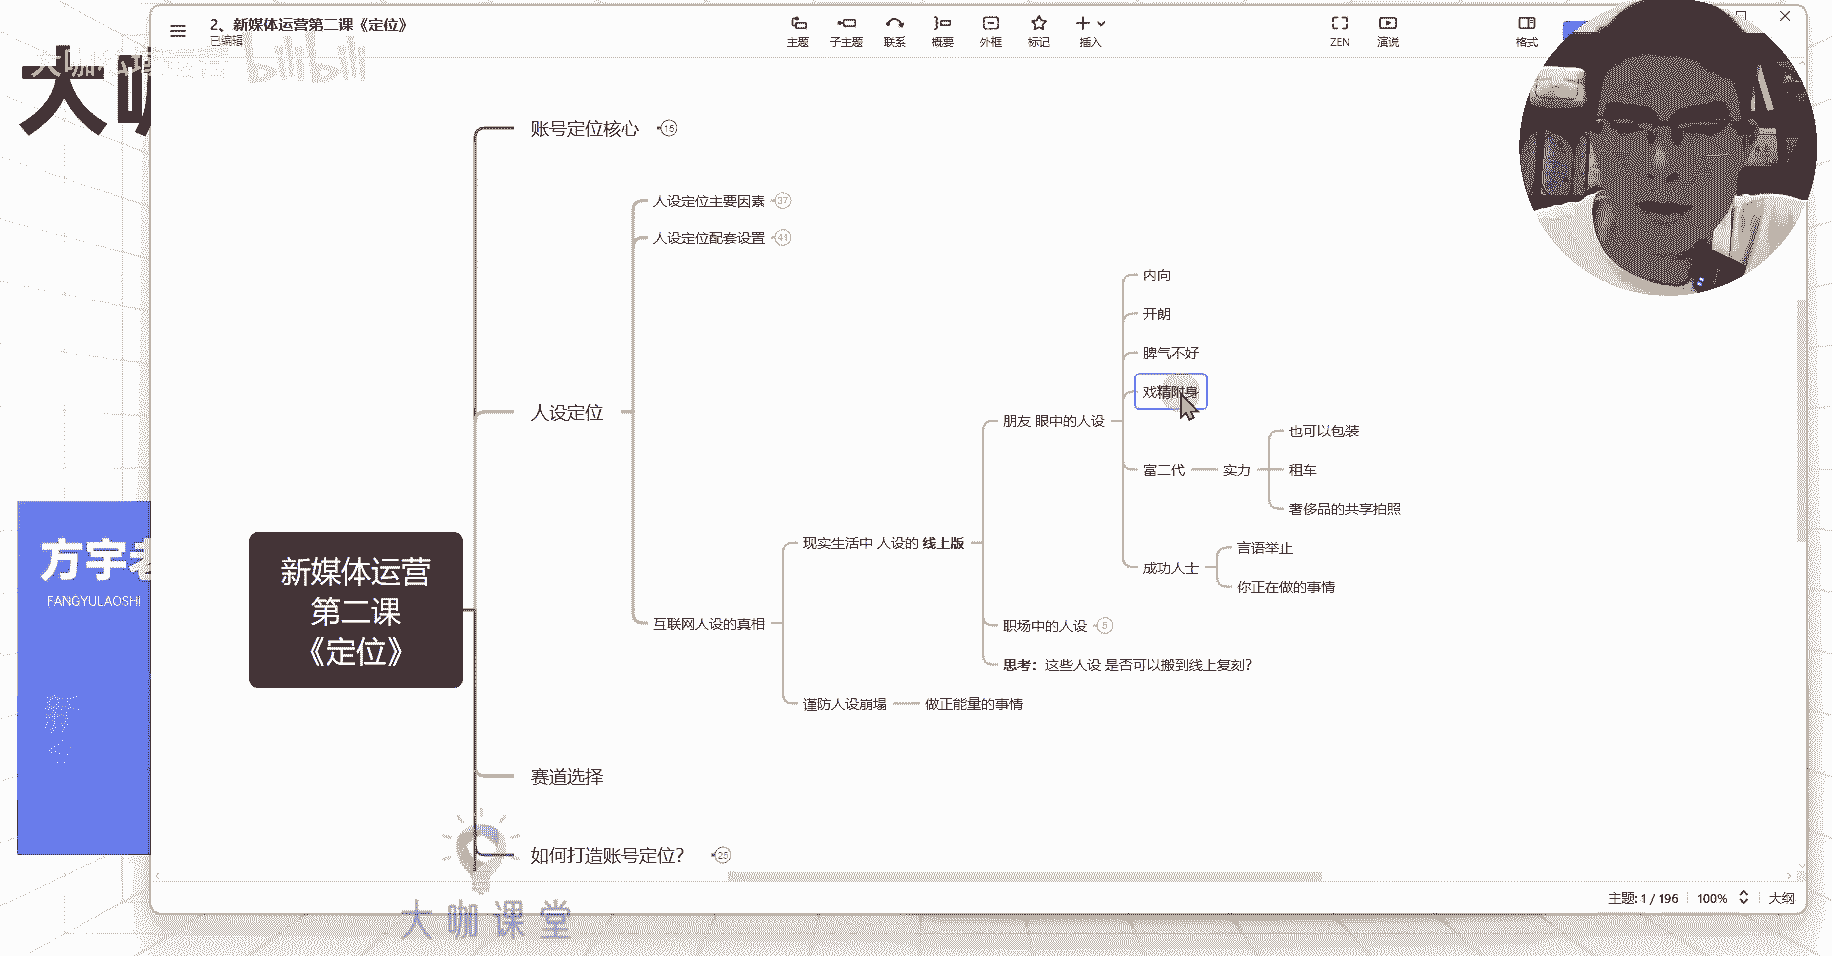 2、新媒体运营第二课《定位》
已编辑
主题
子主题
联系
概要
外框
标记
插入
ZEN
演说
格式
大咖
bilibili
账号定位核心
15
人设定位主要因素
37
人设定位配套设置
内向
开朗
脾气不好
戏精附身
朋友 眼中的人设
也可以包装
人设定位
富二代
实力
租车
奢侈品的共享拍照
方宇老
FANGYULAOSHI
现实生活中 人设的 线上版
言语举止
成功人士
你正在做的事情
新媒体运营
第二课
《定位》
互联网人设的真相
职场中的人设
5
思考：这些人设 是否可以搬到线上复刻？
谨防人设崩塌
做正能量的事情
赛道选择
如何打造账号定位？
25
主题: 1 / 196
100%
大纲
大咖课堂